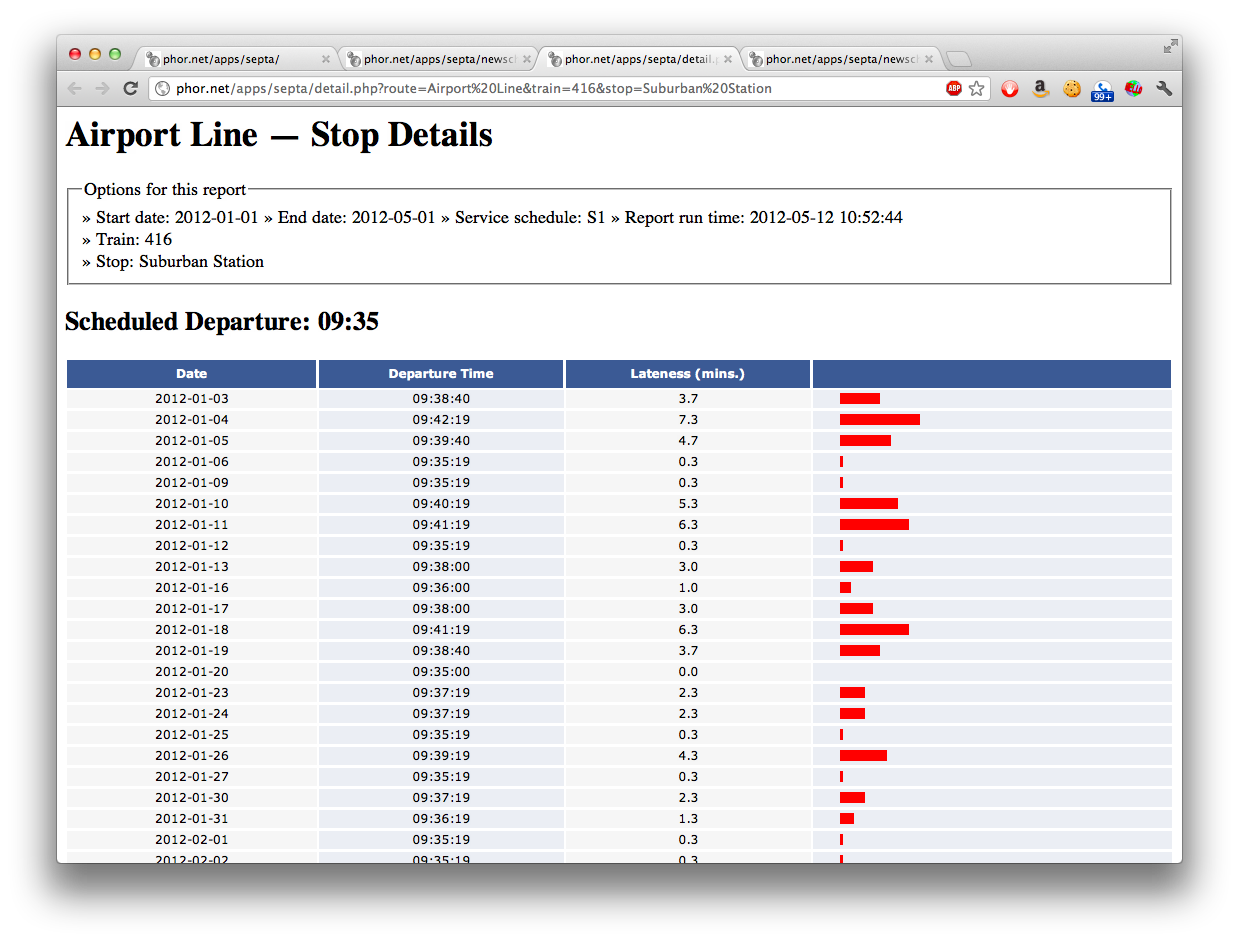 phor.net/apps/septa/ phor.net/apps/septa/newsch phor.net/apps/septa/detail.p phor.net/apps/septa/newsch
phor.net/apps/septa/detail.php?route=Airport%20Line&train=416&stop=Suburban%20Station ABP a 99+
Airport Line — Stop Details
Options for this report
» Start date: 2012-01-01 » End date: 2012-05-01 » Service schedule: S1 » Report run time: 2012-05-12 10:52:44
» Train: 416
» Stop: Suburban Station
Scheduled Departure: 09:35
Date Departure Time Lateness (mins.)
2012-01-03 09:38:40 3.7
2012-01-04 09:42:19 7.3
2012-01-05 09:39:40 4.7
2012-01-06 09:35:19 0.3
2012-01-09 09:35:19 0.3
2012-01-10 09:40:19 5.3
2012-01-11 09:41:19 6.3
2012-01-12 09:35:19 0.3
2012-01-13 09:38:00 3.0
2012-01-16 09:36:00 1.0
2012-01-17 09:38:00 3.0
2012-01-18 09:41:19 6.3
2012-01-19 09:38:40 3.7
2012-01-20 09:35:00 0.0
2012-01-23 09:37:19 2.3
2012-01-24 09:37:19 2.3
2012-01-25 09:35:19 0.3
2012-01-26 09:39:19 4.3
2012-01-27 09:35:19 0.3
2012-01-30 09:37:19 2.3
2012-01-31 09:36:19 1.3
2012-02-01 09:35:19 0.3
2012-02-02 09:35:19 0.3